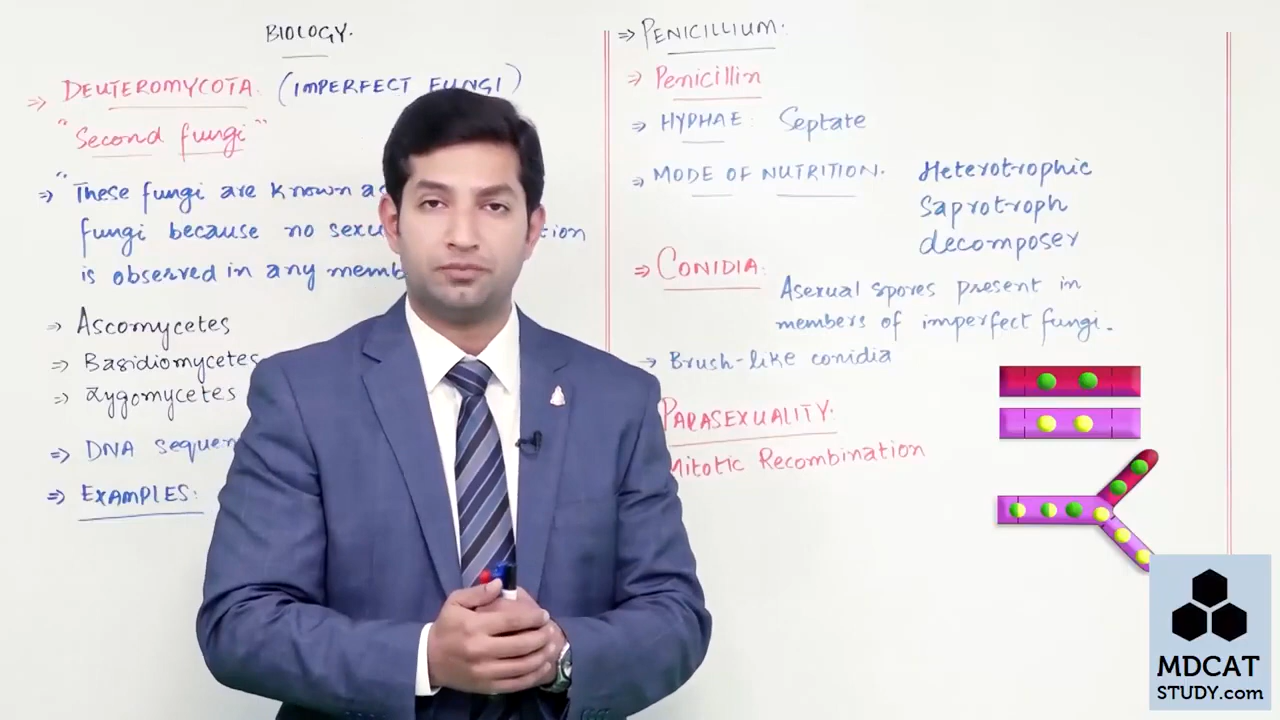 BIOLOGY.
⇒ DEUTEROMYCOTA. (IMPERFECT FUNGI)
"Second fungi"
⇒ "These fungi are known as
fungi because no sexu tion
is observed in any memb
⇒ Ascomycetes
⇒ Basidiomycetes
⇒ Zygomycetes
⇒ DNA sequen
⇒ EXAMPLES:
⇒ PENICILLIUM.
⇒ Penicillin
⇒ HYPHAE: Septate
⇒ MODE OF NUTRITION. Heterotrophic
Saprotroph
decomposer
⇒ CONIDIA: Asexual spores present in
members of imperfect fungi.
→ Brush-like conidia
PARASEXUALITY:
Mitotic Recombination
MDCAT
STUDY.com